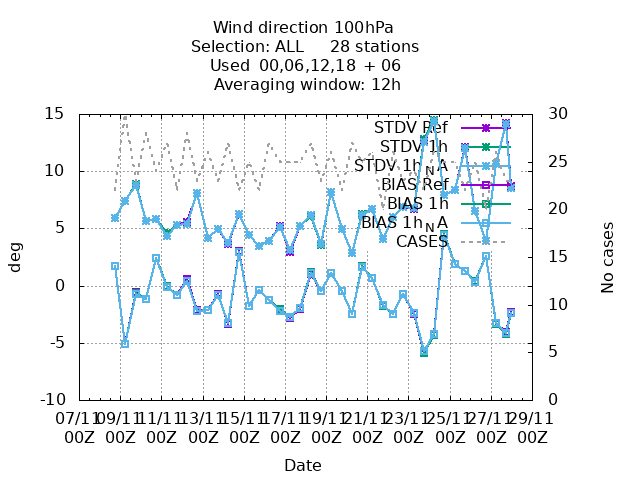 Wind direction 100hPa
Selection: ALL 28 stations
Used 00,06,12,18 + 06
Averaging window: 12h
15 30
STDV Ref
STDV 1h
10 25
STDV 1h_N A
BIAS Ref
20
BIAS 1h
5
BIAS 1h_N A
CASES
deg
No cases
15
0
10
-5
5
-10 0
07/11 09/11 11/11 13/11 15/11 17/11 19/11 21/11 23/11 25/11 27/11 29/11
00Z 00Z 00Z 00Z 00Z 00Z 00Z 00Z 00Z 00Z 00Z 00Z
Date